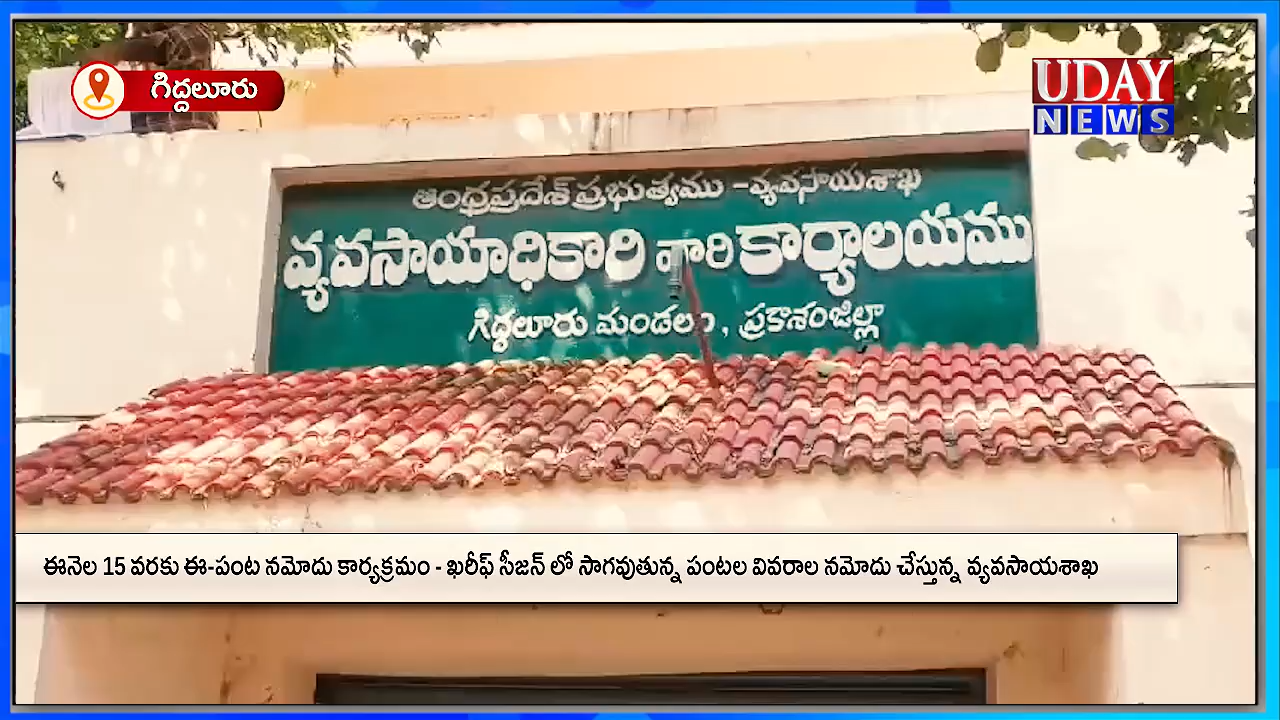 గిద్దలూరు
UDAY
NEWS
ఆంధ్రప్రదేశ్ ప్రభుత్వము - వ్యవసాయశాఖ
వ్యవసాయాధికారి వారి కార్యాలయము
గిద్దలూరు మండలం, ప్రకాశంజిల్లా
ఈనెల 15 వరకు ఈ-పంట నమోదు కార్యక్రమం - ఖరీఫ్ సీజన్ లో సాగవుతున్న పంటల వివరాల నమోదు చేస్తున్న వ్యవసాయశాఖ